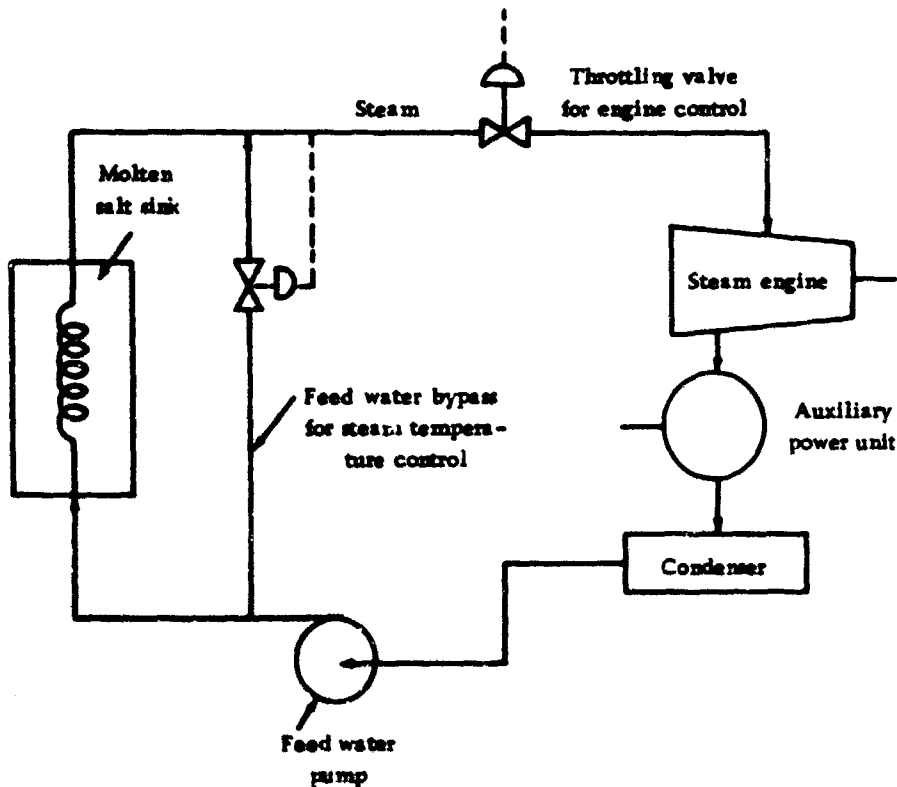 Throttling valve
for engine control
Steam
Molten
salt sink
Steam engine
Feed water bypass
for steam tempera-
ture control
Auxiliary
power unit
Condenser
Feed water
pump